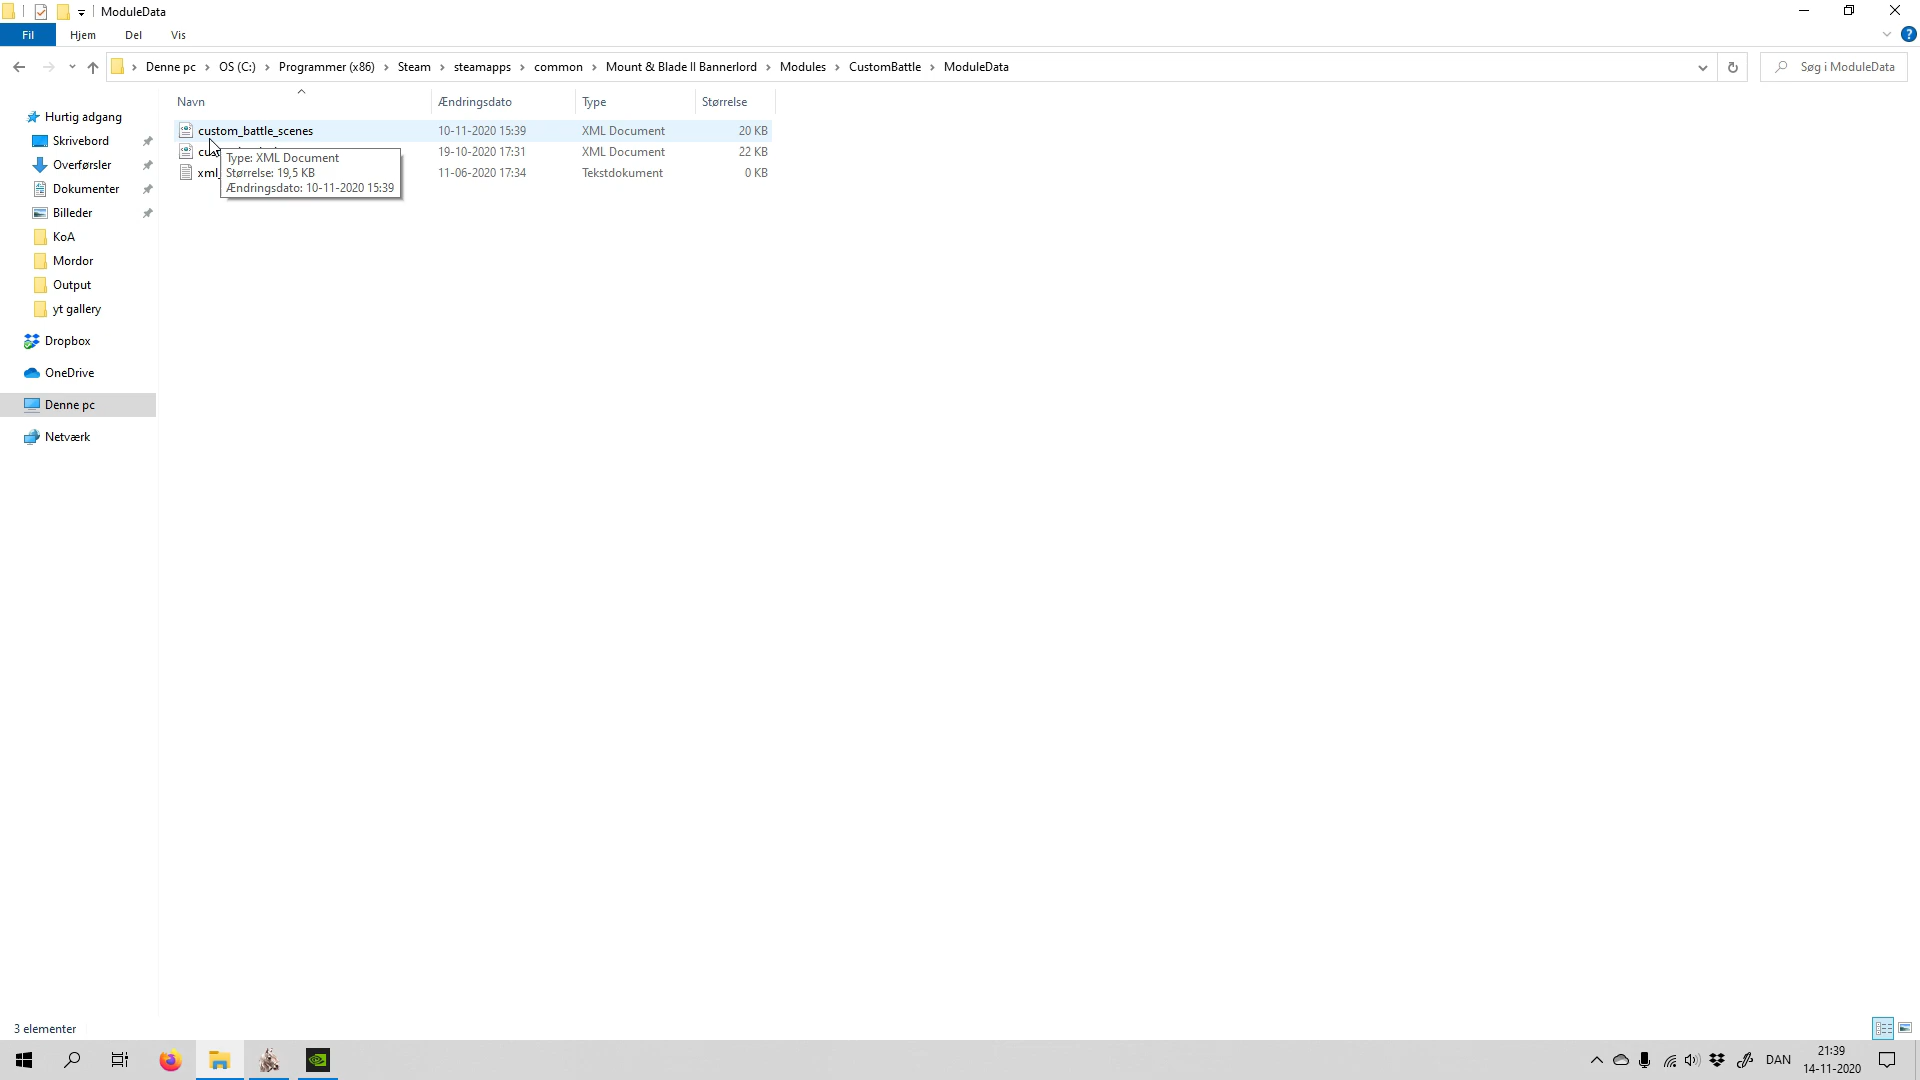 ModuleData
Fil Hjem Del Vis
Denne pc OS (C:) Programmer (x86) Steam steamapps common Mount & Blade II Bannerlord Modules CustomBattle ModuleData Søg i ModuleData
Navn Ændringsdato Type Størrelse
custom_battle_scenes 10-11-2020 15:39 XML Document 20 KB
19-10-2020 17:31 XML Document 22 KB
11-06-2020 17:34 Tekstdokument 0 KB
Type: XML Document
Størrelse: 19,5 KB
Ændringsdato: 10-11-2020 15:39
Hurtig adgang
Skrivebord
Overførsler
Dokumenter
Billeder
KoA
Mordor
Output
yt gallery
Dropbox
OneDrive
Denne pc
Netværk
3 elementer
DAN 21:39
14-11-2020